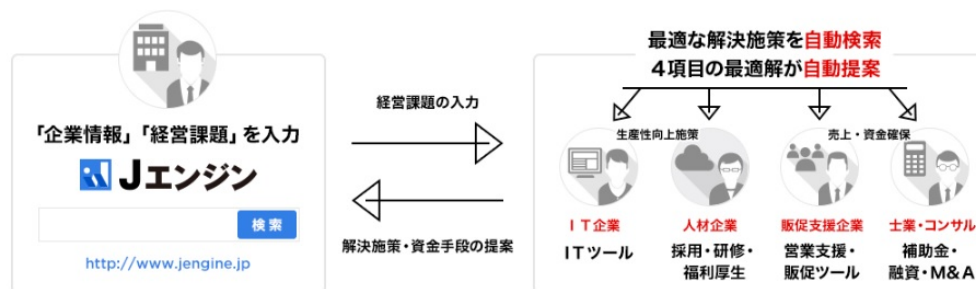 「企業情報」「経営課題」を入力
Jエンジン
検索
http://www.jengine.jp
経営課題の入力
解決施策・資金手段の提案
最適な解決施策を自動検索
4項目の最適解が自動提案
生産性向上施策
売上・資金確保
IT企業
ITツール
人材企業
採用・研修・
福利厚生
販促支援企業
営業支援・
販促ツール
士業・コンサル
補助金・
融資・M&A